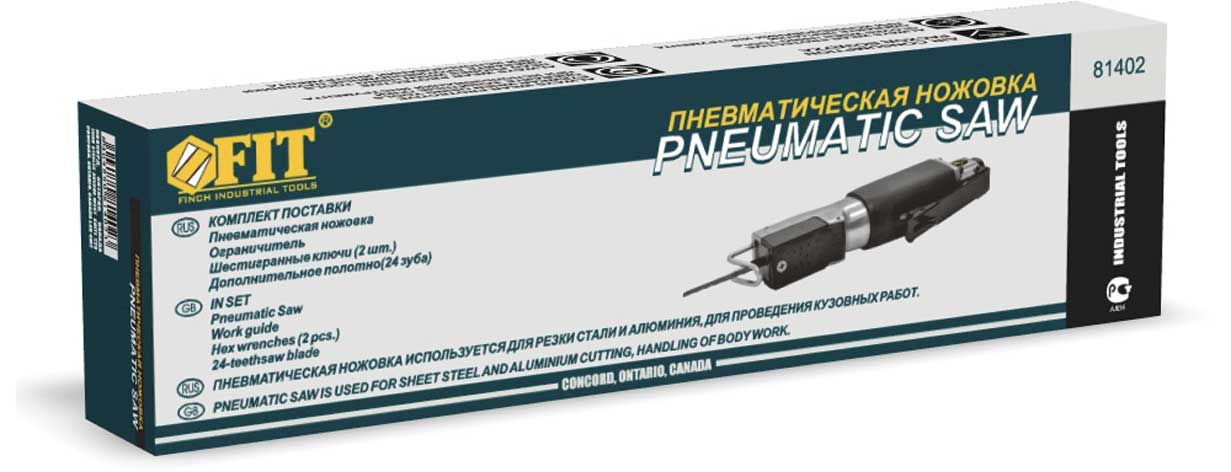 81402
ПНЕВМАТИЧЕСКАЯ НОЖОВКА
PNEUMATIC SAW
FIT®
FINCH INDUSTRIAL TOOLS
RUS КОМПЛЕКТ ПОСТАВКИ
Пневматическая ножовка
Ограничитель
Шестигранные ключи (2 шт.)
Дополнительное полотно(24 зуба)
GB IN SET
Pneumatic Saw
Work guide
Hex wrenches (2 pcs.)
24-teethsaw blade
RUS ПНЕВМАТИЧЕСКАЯ НОЖОВКА ИСПОЛЬЗУЕТСЯ ДЛЯ РЕЗКИ СТАЛИ И АЛЮМИНИЯ, ДЛЯ ПРОВЕДЕНИЯ КУЗОВНЫХ РАБОТ.
GB PNEUMATIC SAW IS USED FOR SHEET STEEL AND ALUMINIUM CUTTING, HANDLING OF BODYWORK.
CONCORD, ONTARIO, CANADA
INDUSTRIAL TOOLS
ПНЕВМАТИЧЕСКАЯ НОЖОВКА
PNEUMATIC SAW